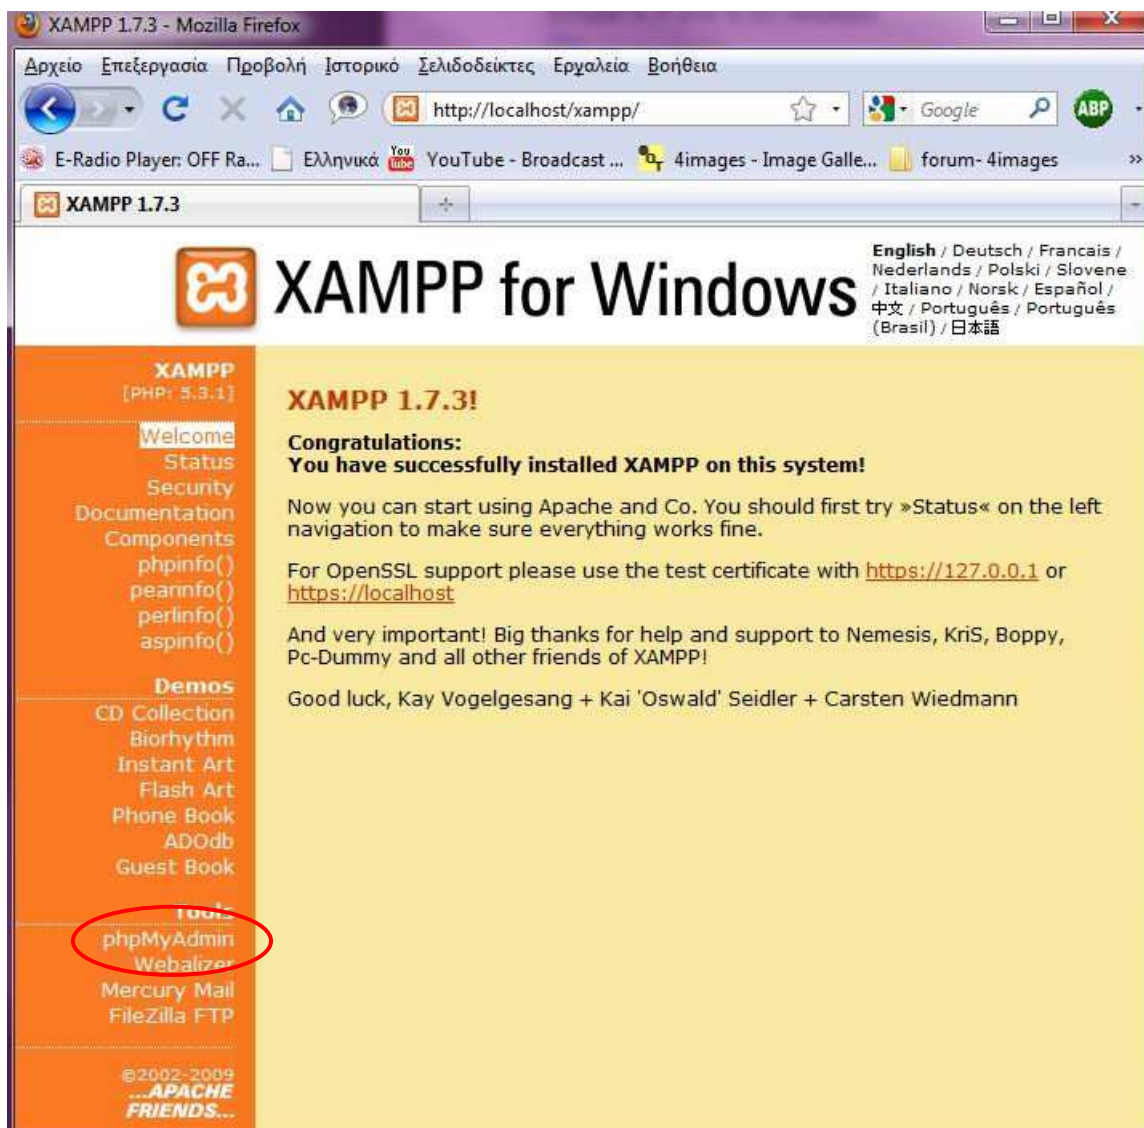 XAMPP 1.7.3 - Mozilla Firefox
Αρχείο Επεξεργασία Προβολή Ιστορικό Σελιδοδείκτες Εργαλεία Βοήθεια
http://localhost/xampp/
Google
ABP
E-Radio Player: OFF Ra...
Ελληνικά
You Tube
YouTube - Broadcast ...
4images - Image Galle...
forum- 4images
»
XAMPP 1.7.3
XAMPP for Windows
English / Deutsch / Francais /
Nederlands / Polski / Slovene
/ Italiano / Norsk / Español /
中文 / Português / Português
(Brasil) / 日本語
XAMPP
[PHP: 5.3.1]
Welcome
Status
Security
Documentation
Components
phpinfo()
pearinfo()
perlinfo()
aspinfo()
Demos
CD Collection
Biorhythm
Instant Art
Flash Art
Phone Book
ADOdb
Guest Book
Tools
phpMyAdmin
Webalizer
Mercury Mail
FileZilla FTP
©2002-2009
...APACHE
FRIENDS...
XAMPP 1.7.3!
Congratulations:
You have successfully installed XAMPP on this system!
Now you can start using Apache and Co. You should first try »Status« on the left
navigation to make sure everything works fine.
For OpenSSL support please use the test certificate with https://127.0.0.1 or
https://localhost
And very important! Big thanks for help and support to Nemesis, KriS, Boppy,
Pc-Dummy and all other friends of XAMPP!
Good luck, Kay Vogelgesang + Kai 'Oswald' Seidler + Carsten Wiedmann